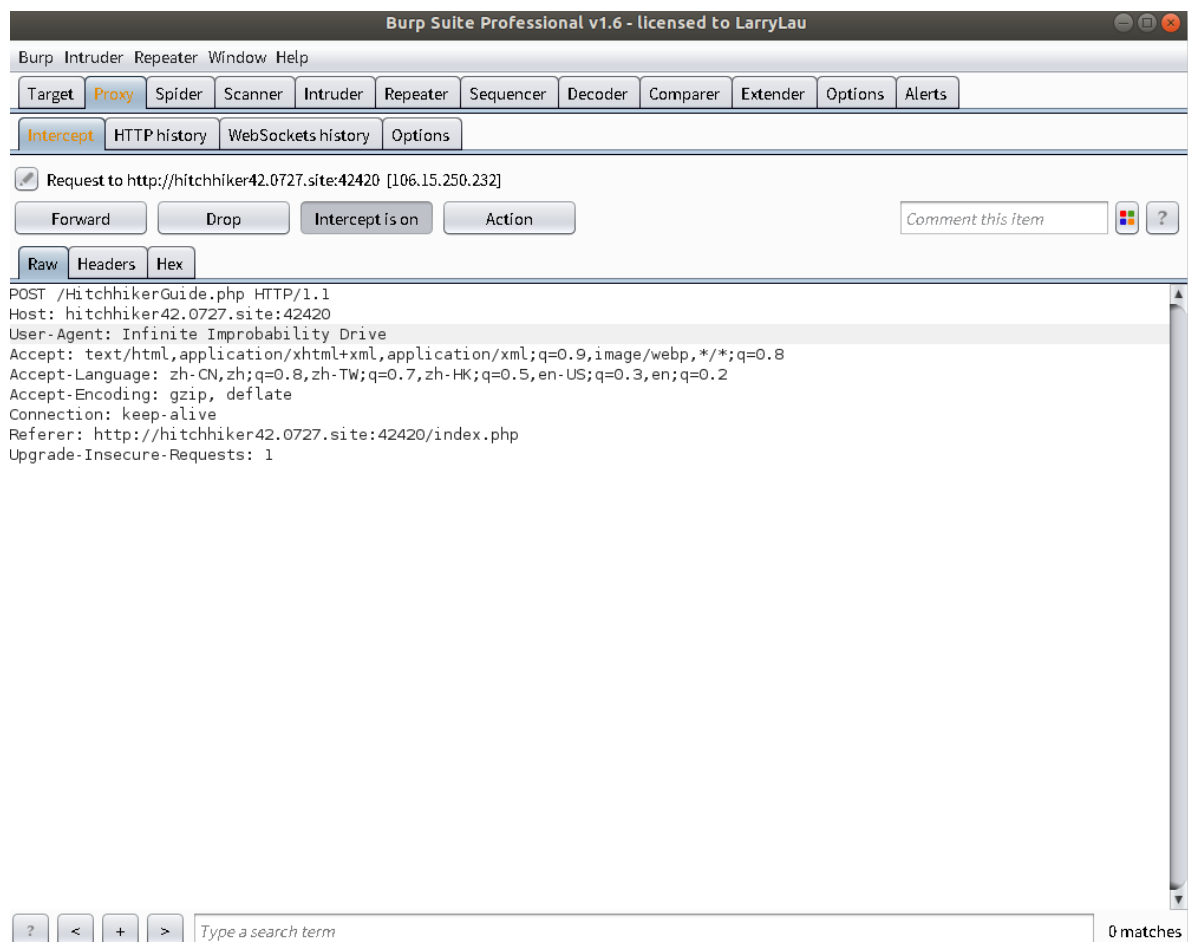 Burp Suite Professional v1.6 - licensed to LarryLau
Burp Intruder Repeater Window Help
Target Proxy Spider Scanner Intruder Repeater Sequencer Decoder Comparer Extender Options Alerts
Intercept HTTP history WebSockets history Options
Request to http://hitchhiker42.0727.site:42420 [106.15.250.232]
Forward Drop Intercept is on Action Comment this item ?
Raw Headers Hex
POST /HitchhikerGuide.php HTTP/1.1
Host: hitchhiker42.0727.site:42420
User-Agent: Infinite Improbability Drive
Accept: text/html,application/xhtml+xml,application/xml;q=0.9,image/webp,*/*;q=0.8
Accept-Language: zh-CN,zh;q=0.8,zh-TW;q=0.7,zh-HK;q=0.5,en-US;q=0.3,en;q=0.2
Accept-Encoding: gzip, deflate
Connection: keep-alive
Referer: http://hitchhiker42.0727.site:42420/index.php
Upgrade-Insecure-Requests: 1
? < + > Type a search term 0 matches